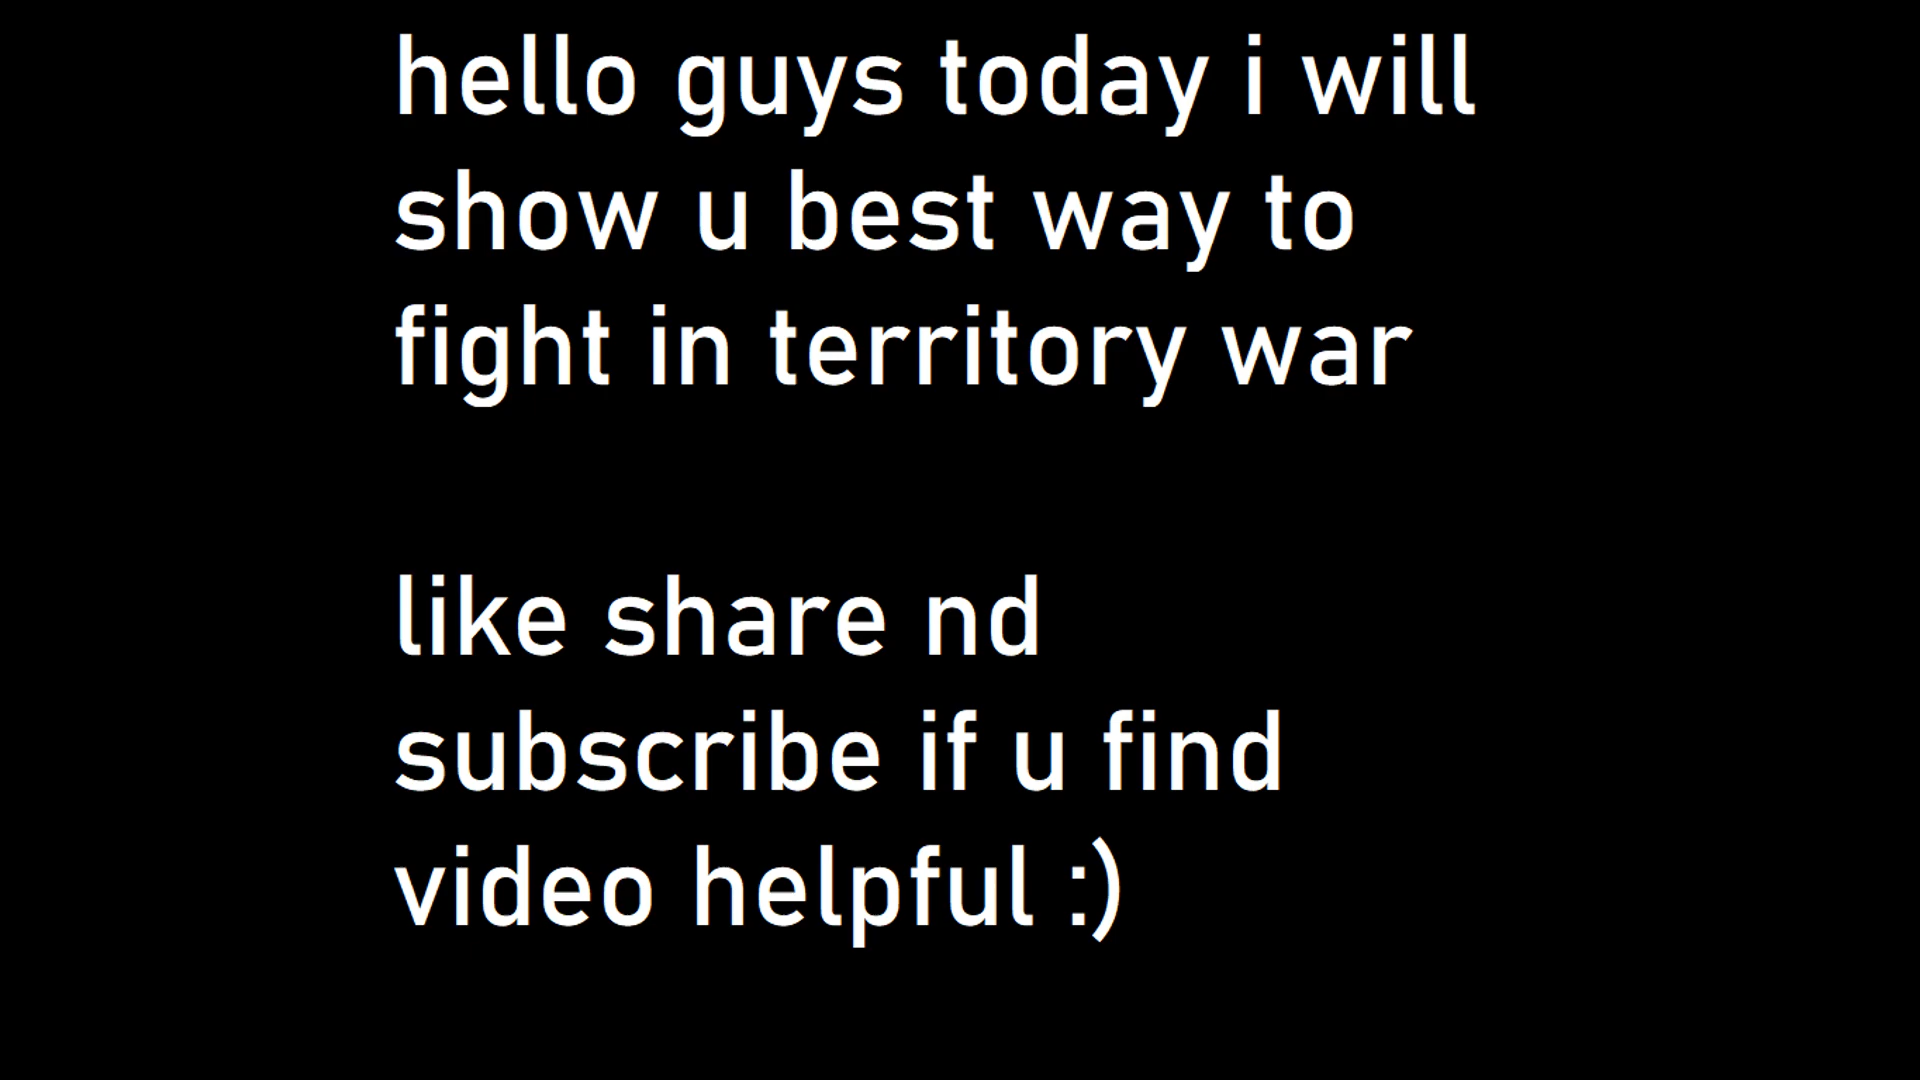 hello guys today i will
show u best way to
fight in territory war
like share nd
subscribe if u find
video helpful :)